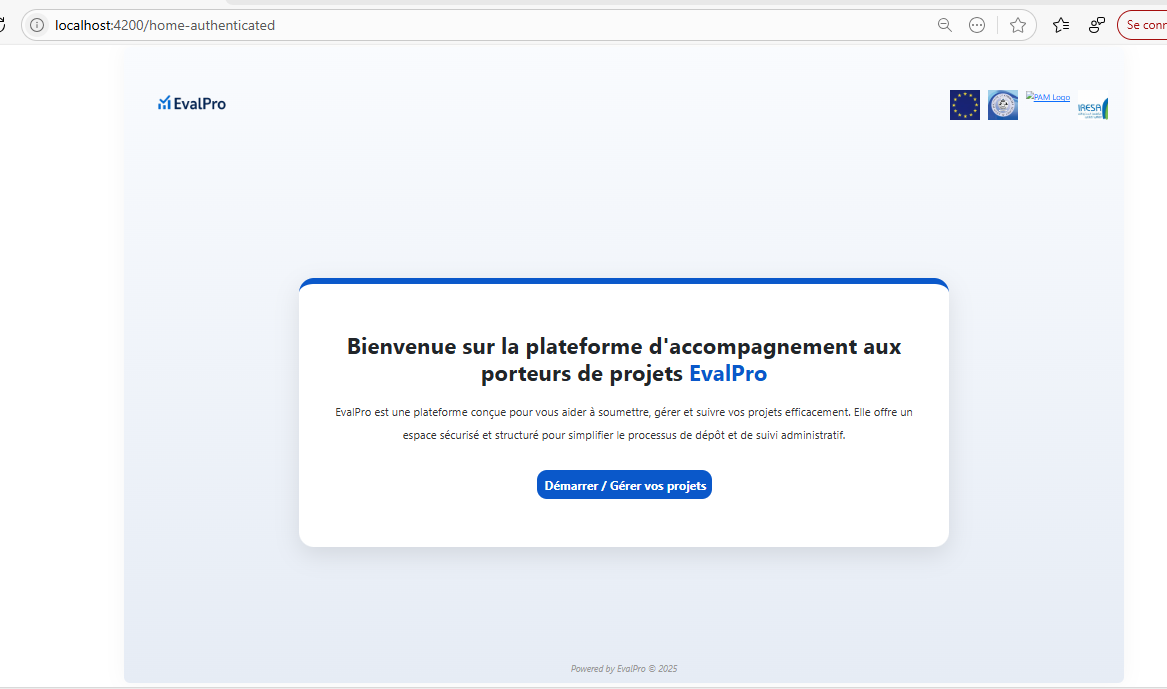 localhost:4200/home-authenticated
Se conn
EvalPro
PAM Logo
IRESA
Bienvenue sur la plateforme d'accompagnement aux
porteurs de projets EvalPro
EvalPro est une plateforme conçue pour vous aider à soumettre, gérer et suivre vos projets efficacement. Elle offre un
espace sécurisé et structuré pour simplifier le processus de dépôt et de suivi administratif.
Démarrer / Gérer vos projets
Powered by EvalPro © 2025